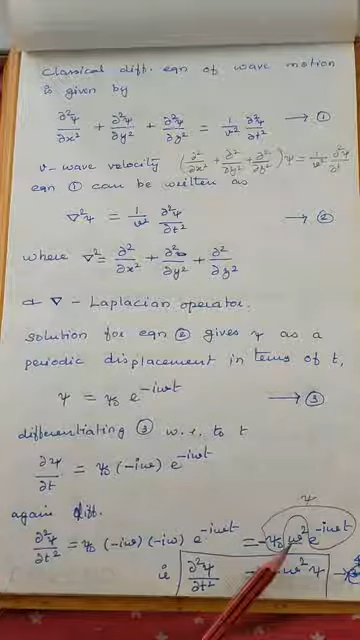 Classical diff. eqn of wave motion
is given by
∂²ψ/∂x² + ∂²ψ/∂y² + ∂²ψ/∂z² = 1/v² ∂²ψ/∂t² → ①
v - wave velocity (∂²/∂x² + ∂²/∂y² + ∂²/∂z²) ψ = 1/v² ∂²ψ/∂t
eqn ① can be written as
∇²ψ = 1/v² ∂²ψ/∂t² → ②
where ∇² = ∂²/∂x² + ∂²/∂y² + ∂²/∂z²
& ∇ - Laplacian operator.
solution for eqn ② gives ψ as a
periodic displacement in terms of t,
ψ = ψ₀ e^{-iωt} → ③
differentiating ③ w.r. to t
∂ψ/∂t = ψ₀ (-iω) e^{-iωt}
again diff.
ψ
∂²ψ/∂t² = ψ₀ (-iω) (-iω) e^{-iωt} = -ψ₀ ω² e^{-iωt}
ie ∂²ψ/∂t² ω² ψ →